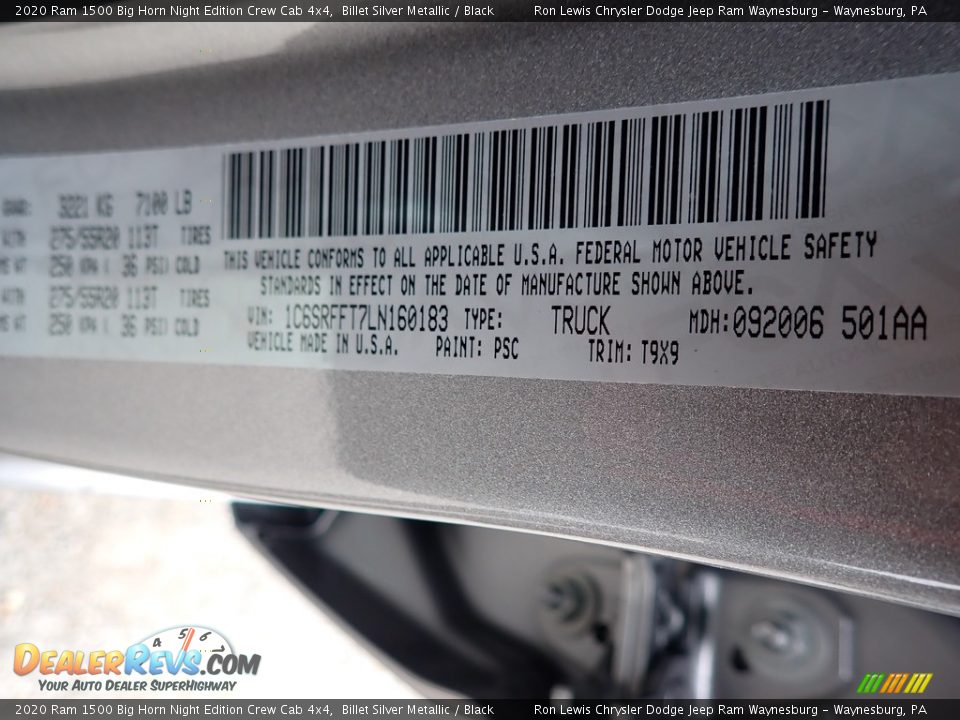 2020 Ram 1500 Big Horn Night Edition Crew Cab 4x4, Billet Silver Metallic / Black Ron Lewis Chrysler Dodge Jeep Ram Waynesburg - Waynesburg, PA
3221 KG 7100 LB
275/55R20 113T TIRES
250 KPA ( 36 PSI) COLD
275/55R20 113T TIRES
250 KPA ( 36 PSI) COLD
THIS VEHICLE CONFORMS TO ALL APPLICABLE U.S.A. FEDERAL MOTOR VEHICLE SAFETY
STANDARDS IN EFFECT ON THE DATE OF MANUFACTURE SHOWN ABOVE.
VIN: 1C6SRFFT7LN160183 TYPE: TRUCK MDH:092006 501AA
VEHICLE MADE IN U.S.A. PAINT: PSC TRIM: T9X9
4 5 6
DEALERREVS.COM
YOUR AUTO DEALER SUPERHIGHWAY
2020 Ram 1500 Big Horn Night Edition Crew Cab 4x4, Billet Silver Metallic / Black Ron Lewis Chrysler Dodge Jeep Ram Waynesburg - Waynesburg, PA